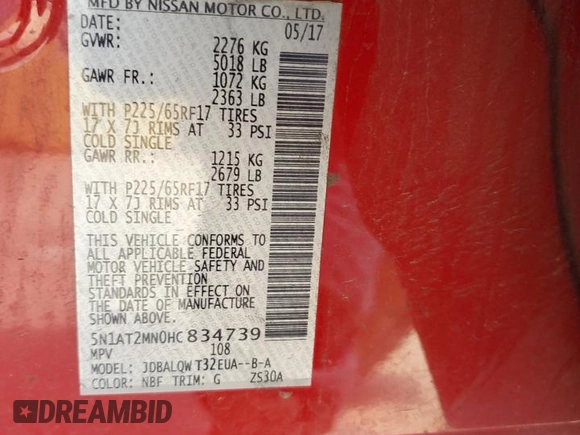 MFD BY NISSAN MOTOR CO., LTD.
DATE: 05/17
GVWR: 2276 KG
5018 LB
GAWR FR.: 1072 KG
2363 LB
WITH P225/65RF17 TIRES
17 X 7J RIMS AT 33 PSI
COLD SINGLE
GAWR RR.: 1215 KG
2679 LB
WITH P225/65RF17 TIRES
17 X 7J RIMS AT 33 PSI
COLD SINGLE
THIS VEHICLE CONFORMS TO
ALL APPLICABLE FEDERAL
MOTOR VEHICLE SAFETY AND
THEFT PREVENTION
STANDARDS IN EFFECT ON
THE DATE OF MANUFACTURE
SHOWN ABOVE.
5N1AT2MN0HC834739
MPV 108
MODEL: JDBALQW T32EUA--B-A
COLOR: NBF TRIM: G ZS30A
DREAMBID